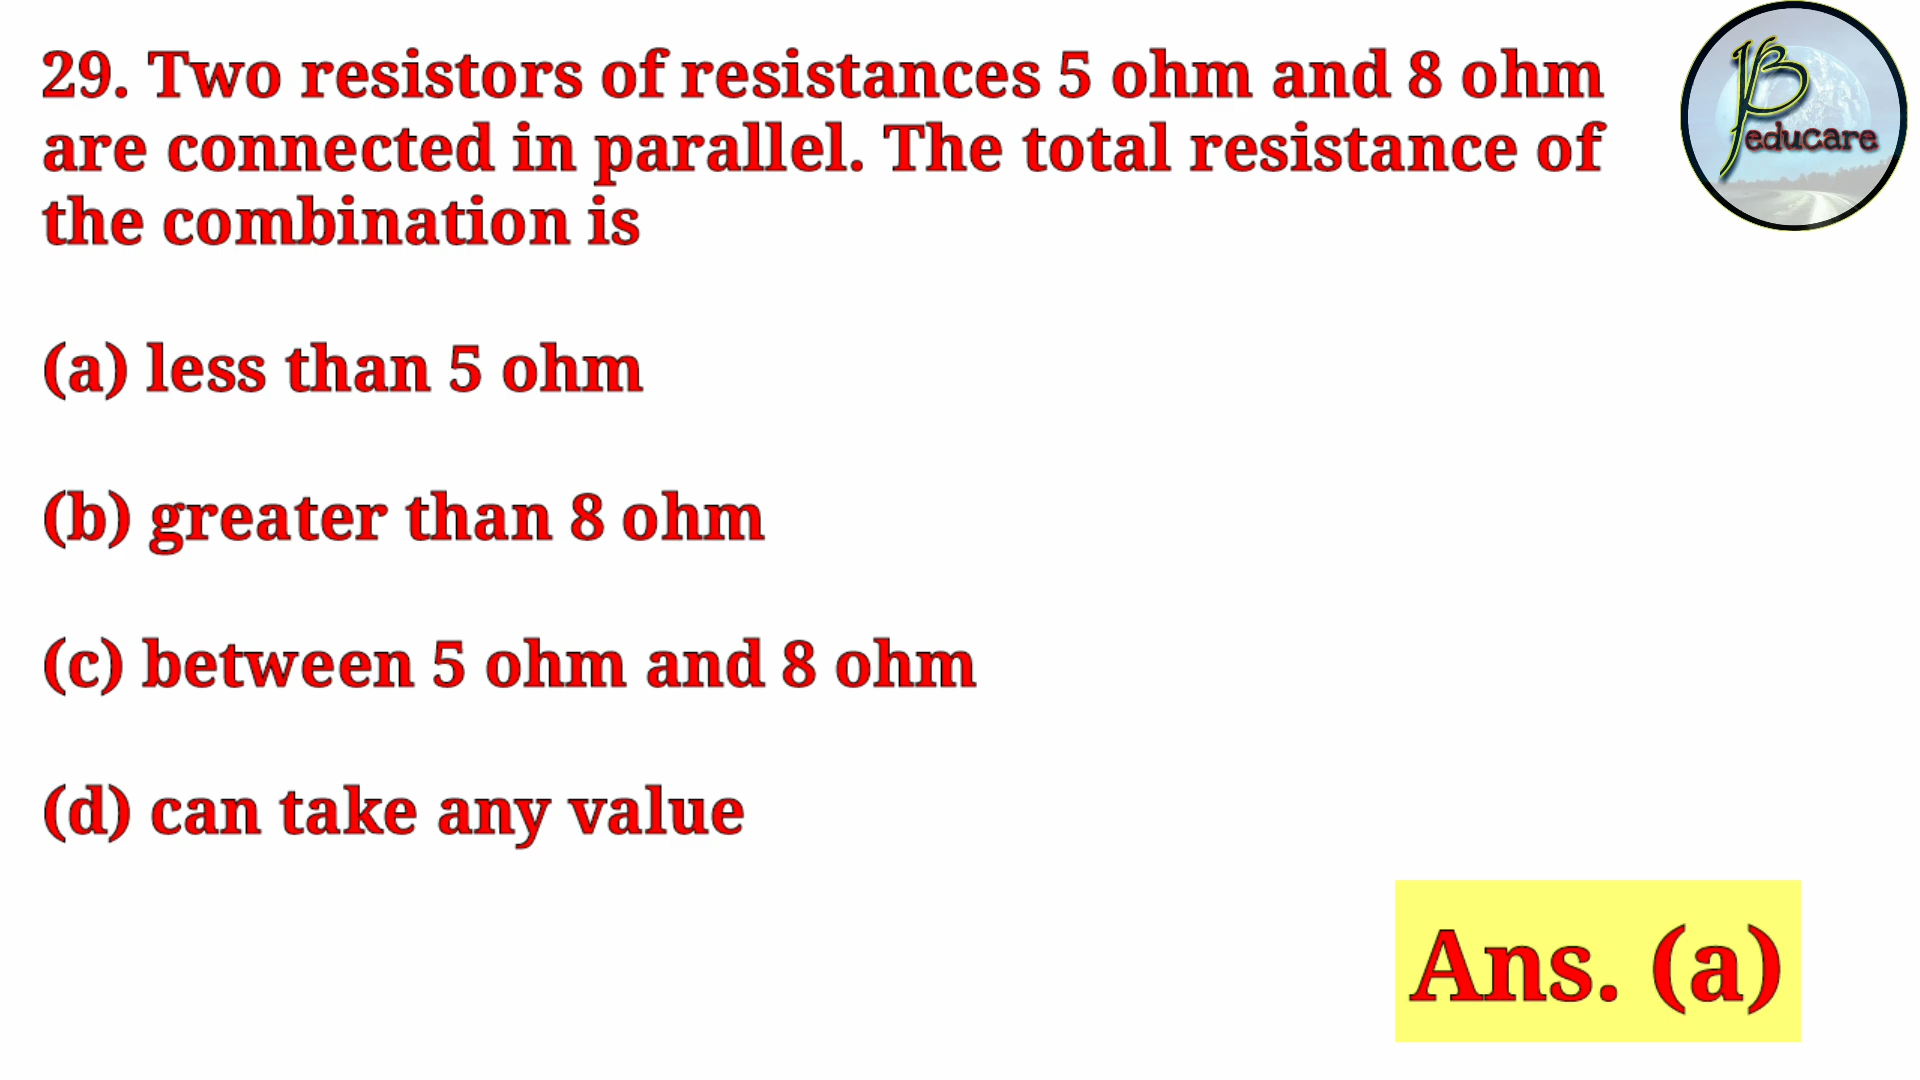 29. Two resistors of resistances 5 ohm and 8 ohm
are connected in parallel. The total resistance of
the combination is
(a) less than 5 ohm
(b) greater than 8 ohm
(c) between 5 ohm and 8 ohm
(d) can take any value
Ans. (a)
educare